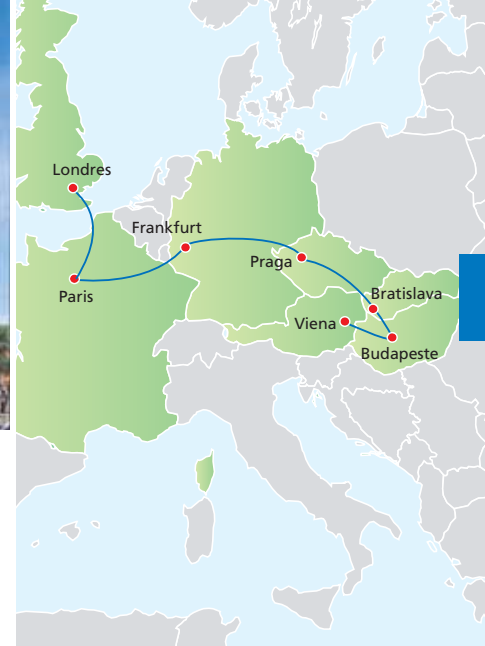 Londres
Frankfurt
Praga
Paris
Bratislava
Viena
Budapeste